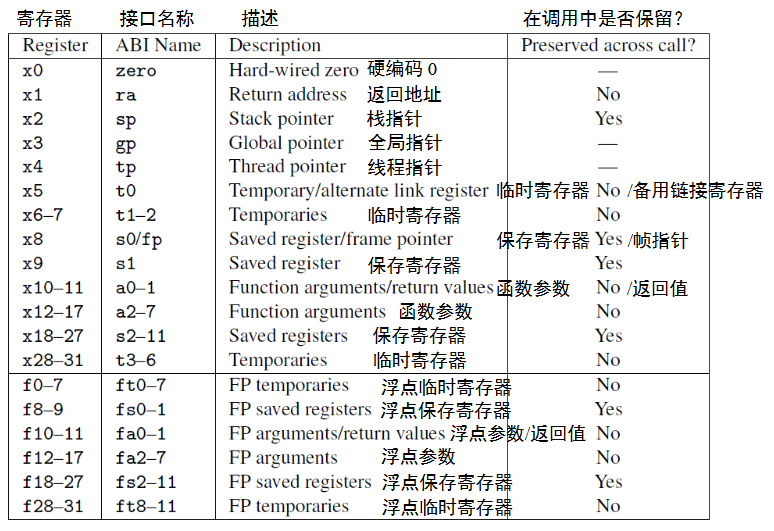 寄存器 接口名称 描述 在调用中是否保留?
Register ABI Name Description Preserved across call?
x0 zero Hard-wired zero 硬编码 0 —
x1 ra Return address 返回地址 No
x2 sp Stack pointer 栈指针 Yes
x3 gp Global pointer 全局指针 —
x4 tp Thread pointer 线程指针 —
x5 t0 Temporary/alternate link register 临时寄存器 No /备用链接寄存器
x6–7 t1–2 Temporaries 临时寄存器 No
x8 s0/fp Saved register/frame pointer 保存寄存器 Yes /帧指针
x9 s1 Saved register 保存寄存器 Yes
x10–11 a0–1 Function arguments/return values 函数参数 No /返回值
x12–17 a2–7 Function arguments 函数参数 No
x18–27 s2–11 Saved registers 保存寄存器 Yes
x28–31 t3–6 Temporaries 临时寄存器 No
f0–7 ft0–7 FP temporaries 浮点临时寄存器 No
f8–9 fs0–1 FP saved registers 浮点保存寄存器 Yes
f10–11 fa0–1 FP arguments/return values 浮点参数/返回值 No
f12–17 fa2–7 FP arguments 浮点参数 No
f18–27 fs2–11 FP saved registers 浮点保存寄存器 Yes
f28–31 ft8–11 FP temporaries 浮点临时寄存器 No